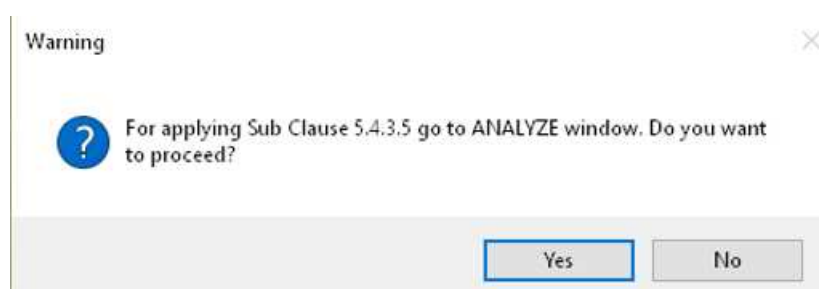 Warning
For applying Sub Clause 5.4.3.5 go to ANALYZE window. Do you want
to proceed?
Yes
No